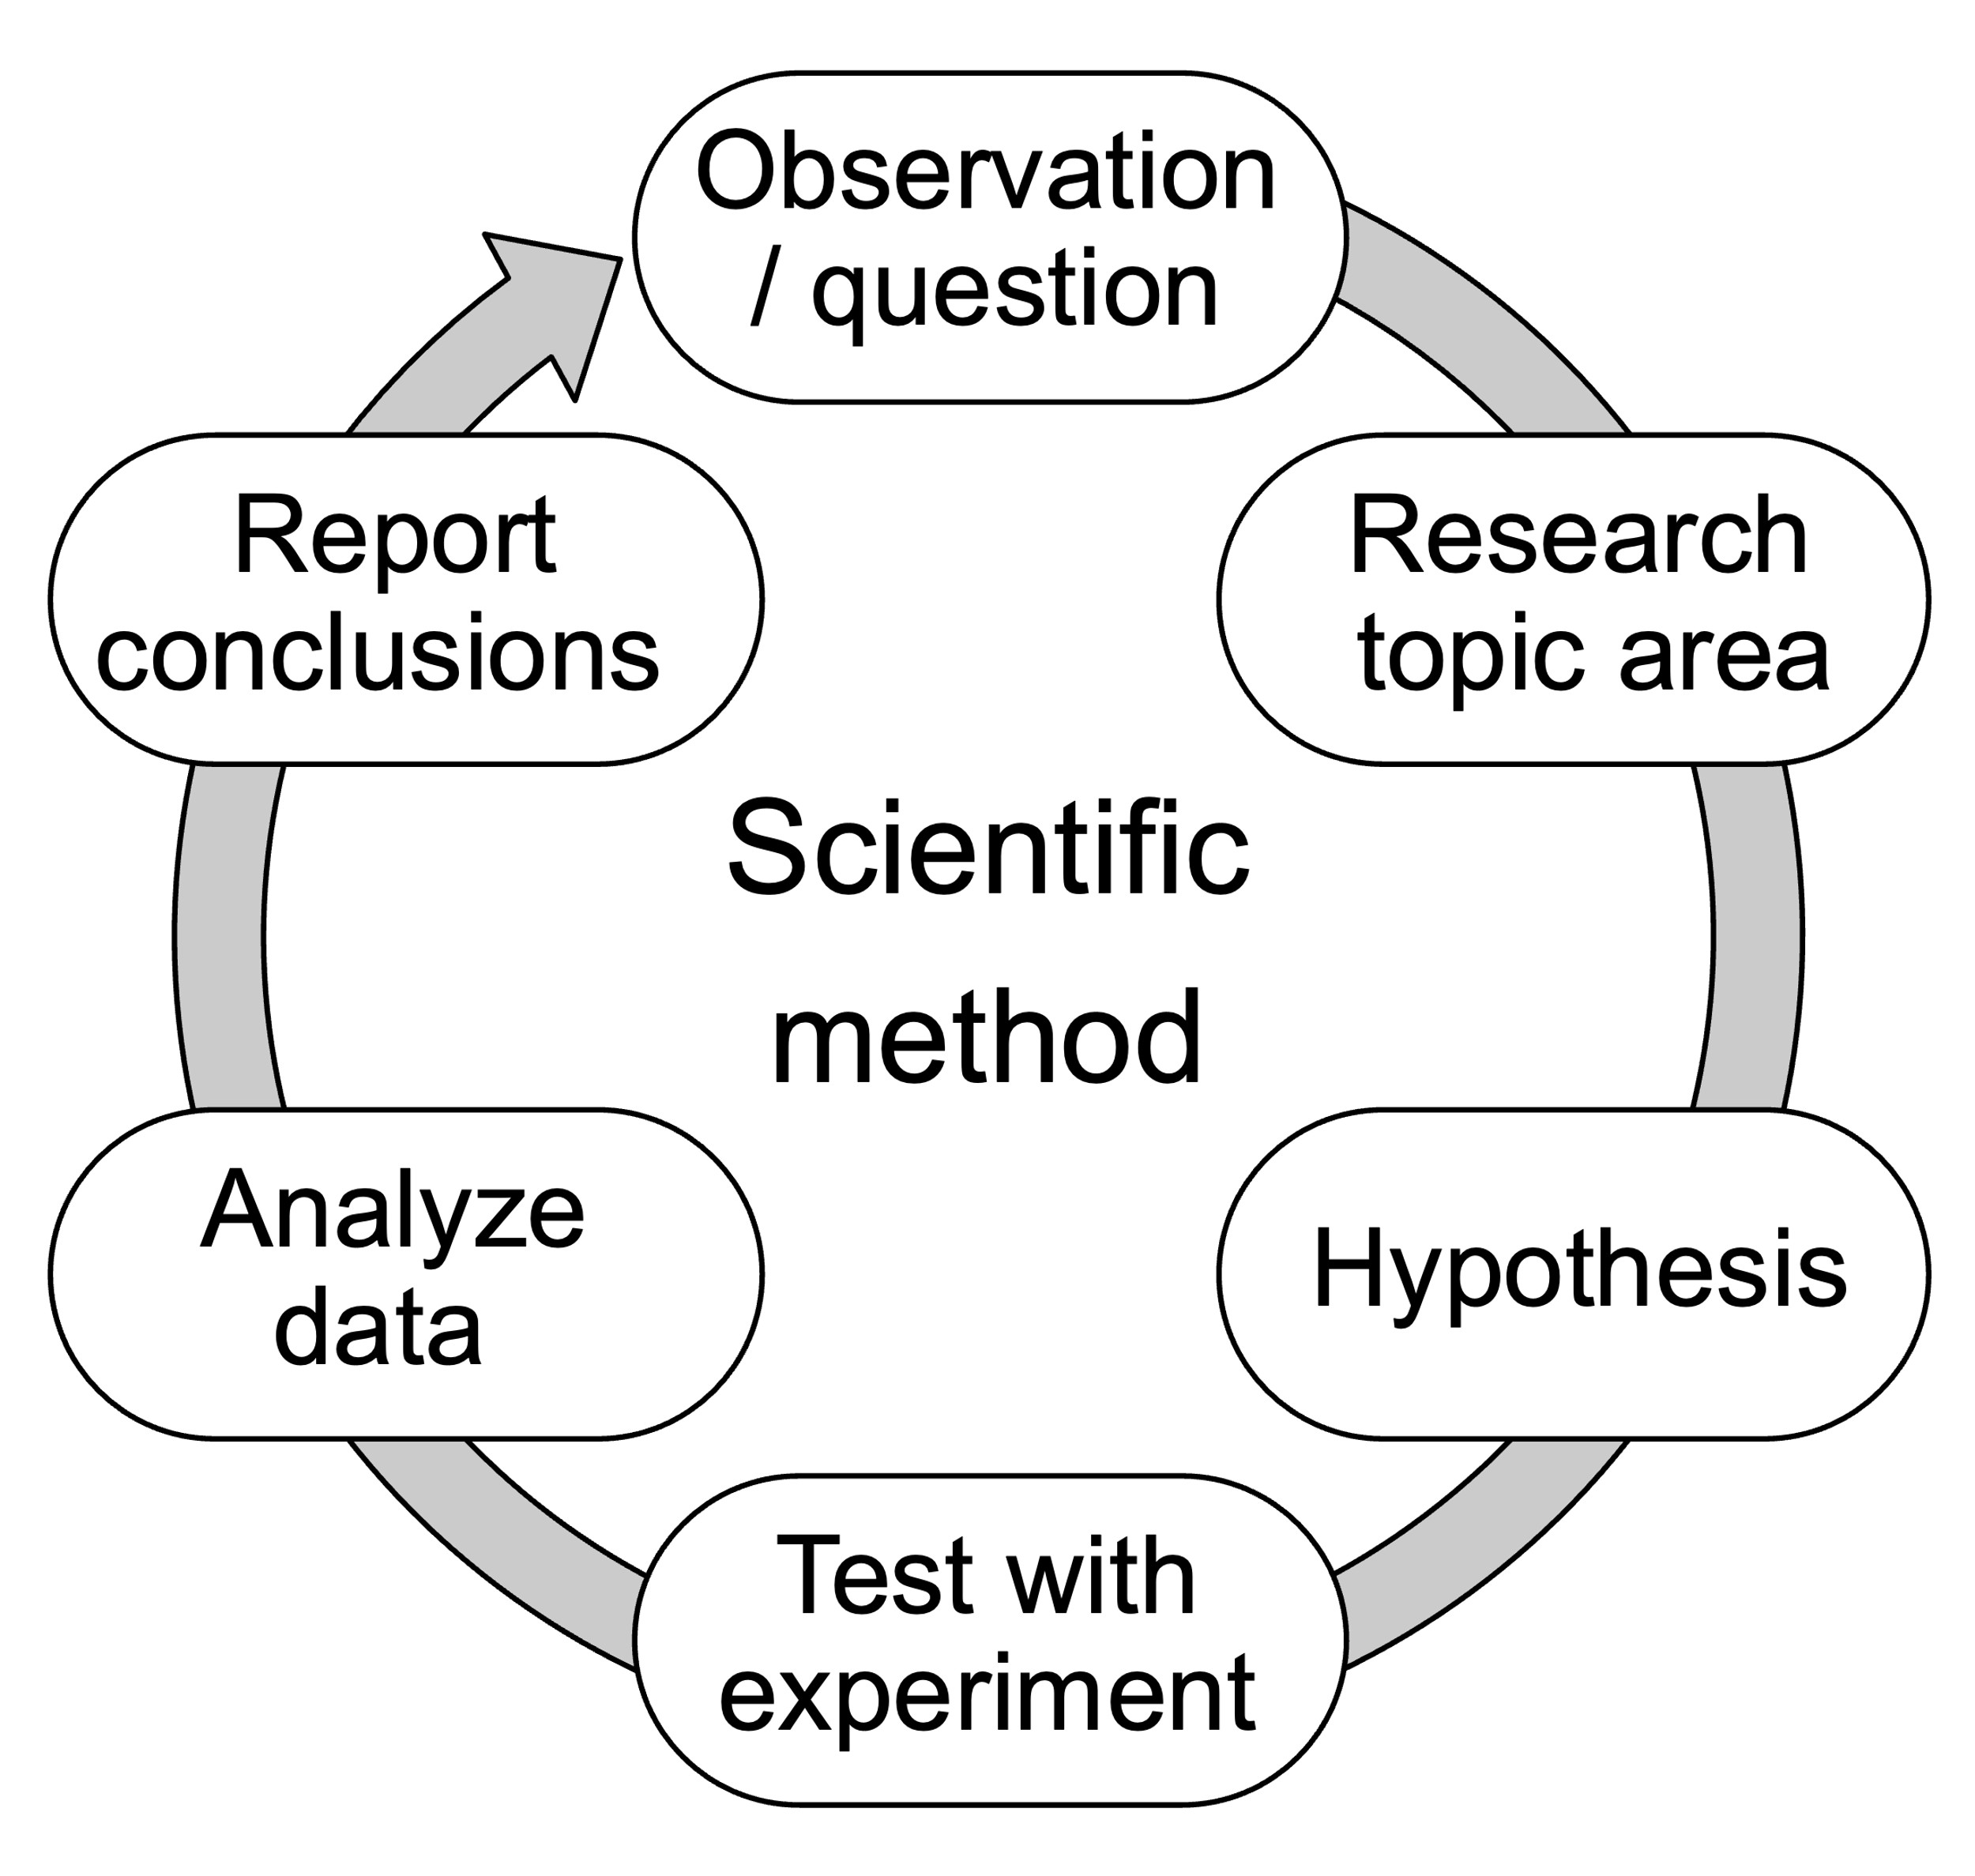 Observation
/ question
Research
topic area
Hypothesis
Test with
experiment
Analyze
data
Report
conclusions
Scientific
method